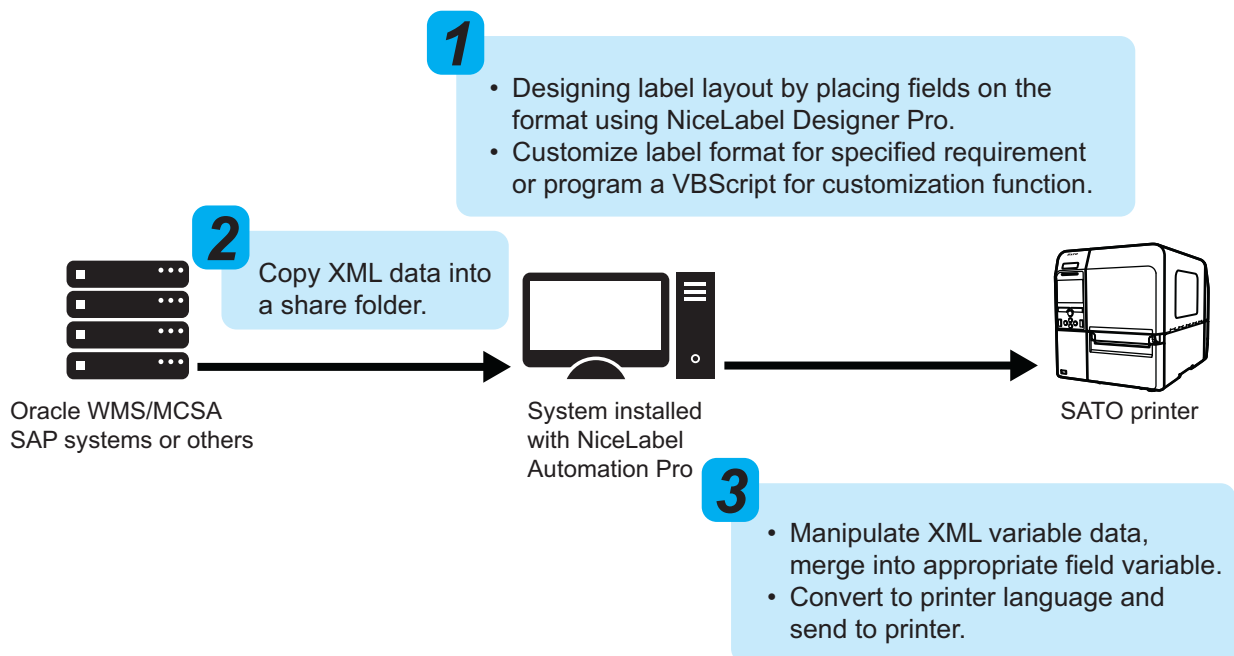 1
• Designing label layout by placing fields on the
format using NiceLabel Designer Pro.
• Customize label format for specified requirement
or program a VBScript for customization function.
2
Copy XML data into
a share folder.
SATO
Oracle WMS/MCSA
SAP systems or others
System installed
with NiceLabel
Automation Pro
SATO printer
3
• Manipulate XML variable data,
merge into appropriate field variable.
• Convert to printer language and
send to printer.